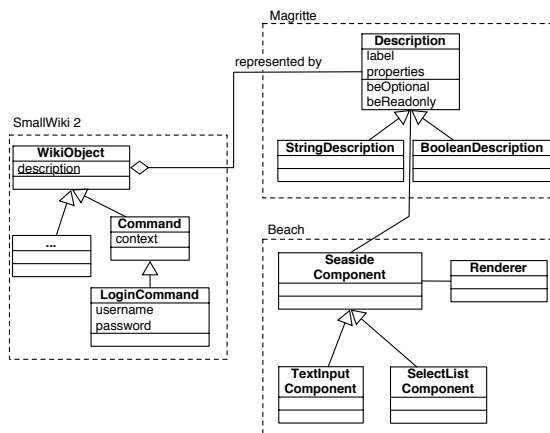 Magritte
Description
label
properties
beOptional
beReadonly
represented by
StringDescription
BooleanDescription
SmallWiki 2
WikiObject
description
...
Command
context
LoginCommand
username
password
Beach
Seaside
Component
Renderer
TextInput
Component
SelectList
Component